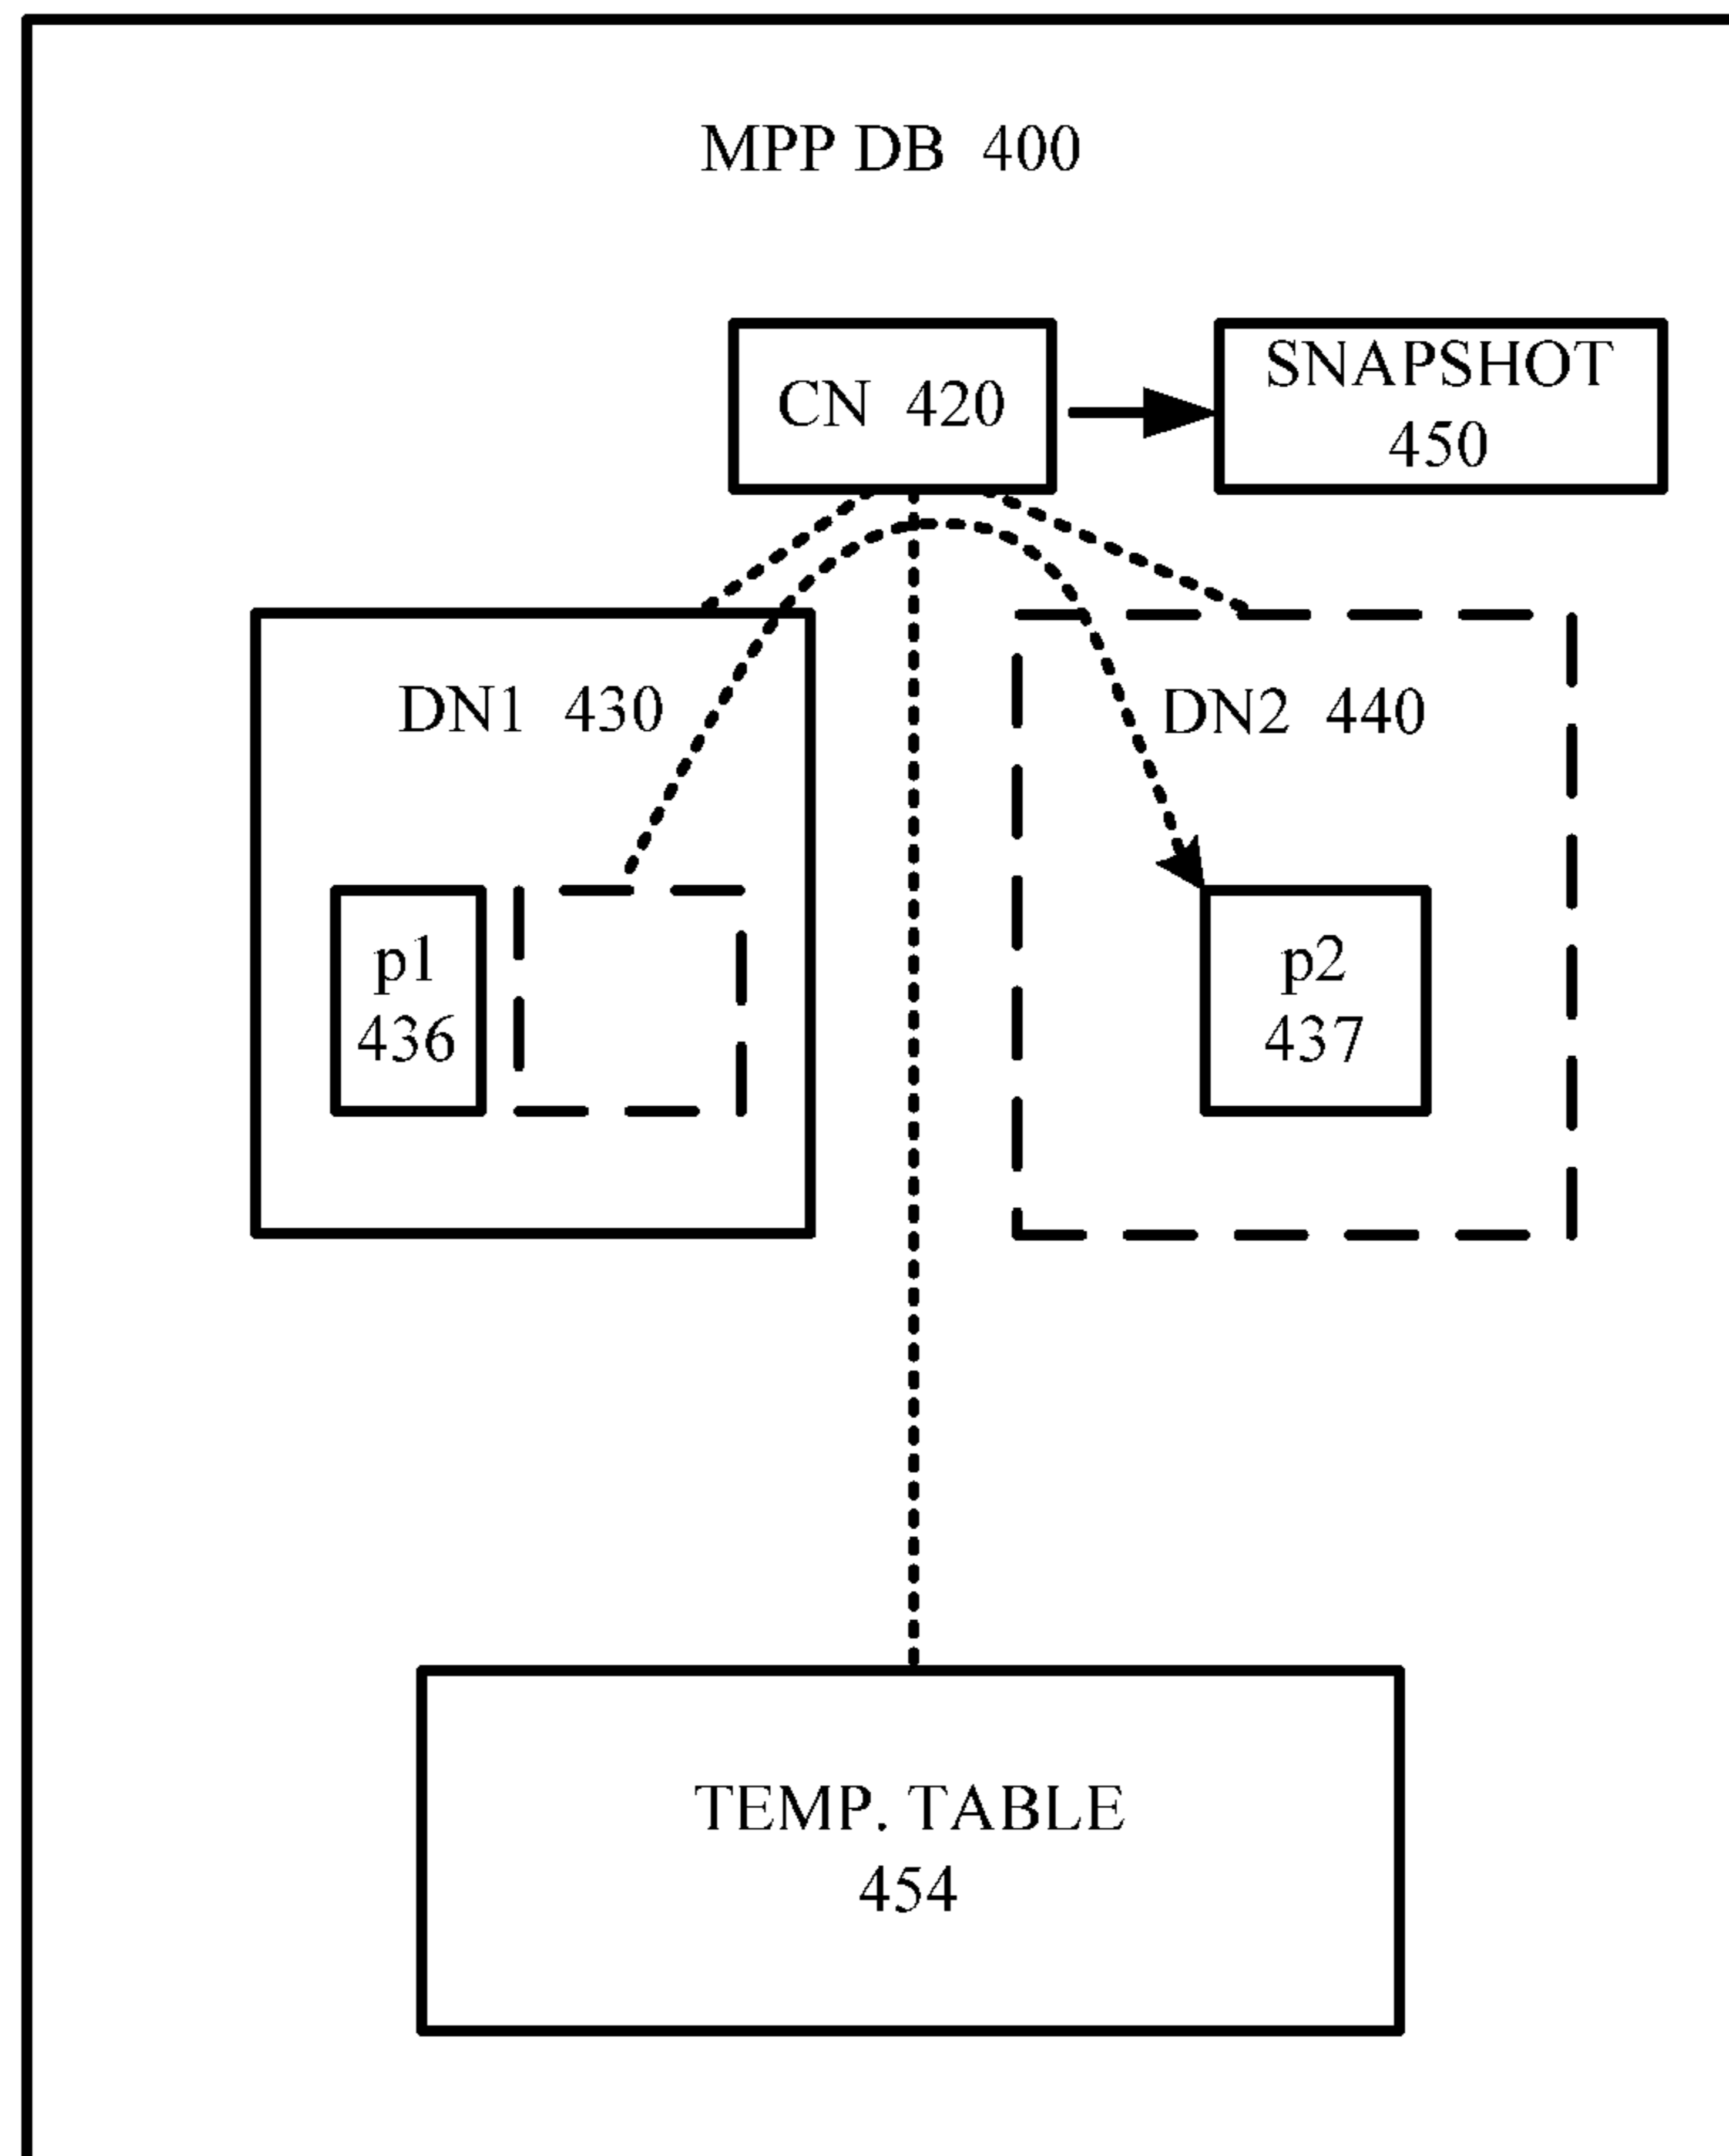 MPP DB 400
CN 420
SNAPSHOT
450
DN1 430
DN2 440
p1
436
p2
437
TEMP. TABLE
454